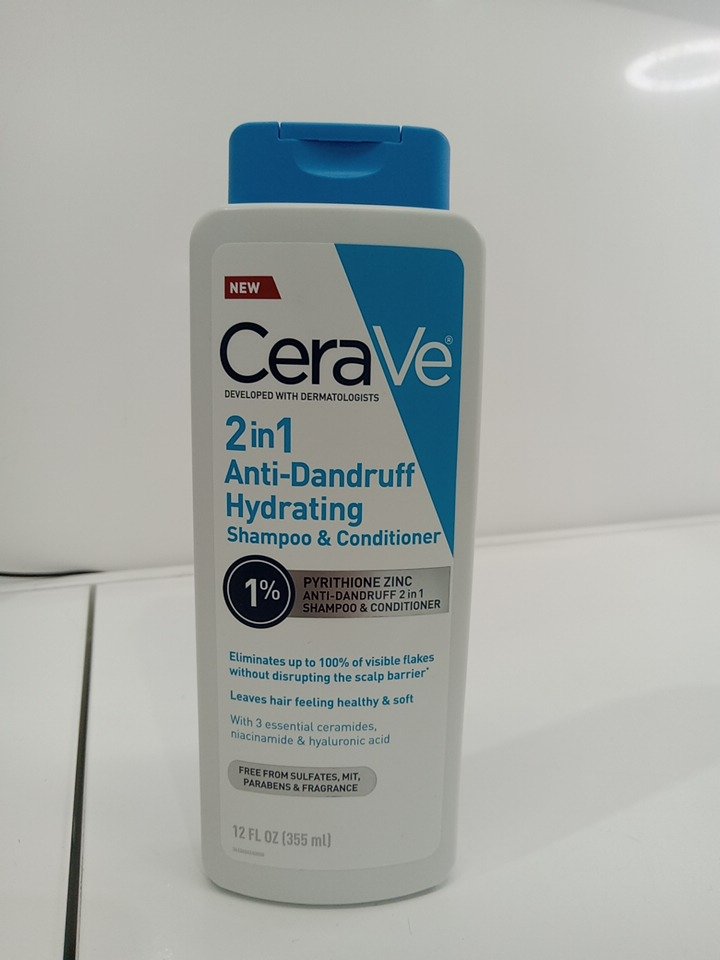 NEW
CeraVe®
DEVELOPED WITH DERMATOLOGISTS
2in1
Anti-Dandruff
Hydrating
Shampoo & Conditioner
1%
PYRITHIONE ZINC
ANTI-DANDRUFF 2 in 1
SHAMPOO & CONDITIONER
Eliminates up to 100% of visible flakes
without disrupting the scalp barrier*
Leaves hair feeling healthy & soft
With 3 essential ceramides,
niacinamide & hyaluronic acid
FREE FROM SULFATES, MIT,
PARABENS & FRAGRANCE
12 FL OZ (355 ml)